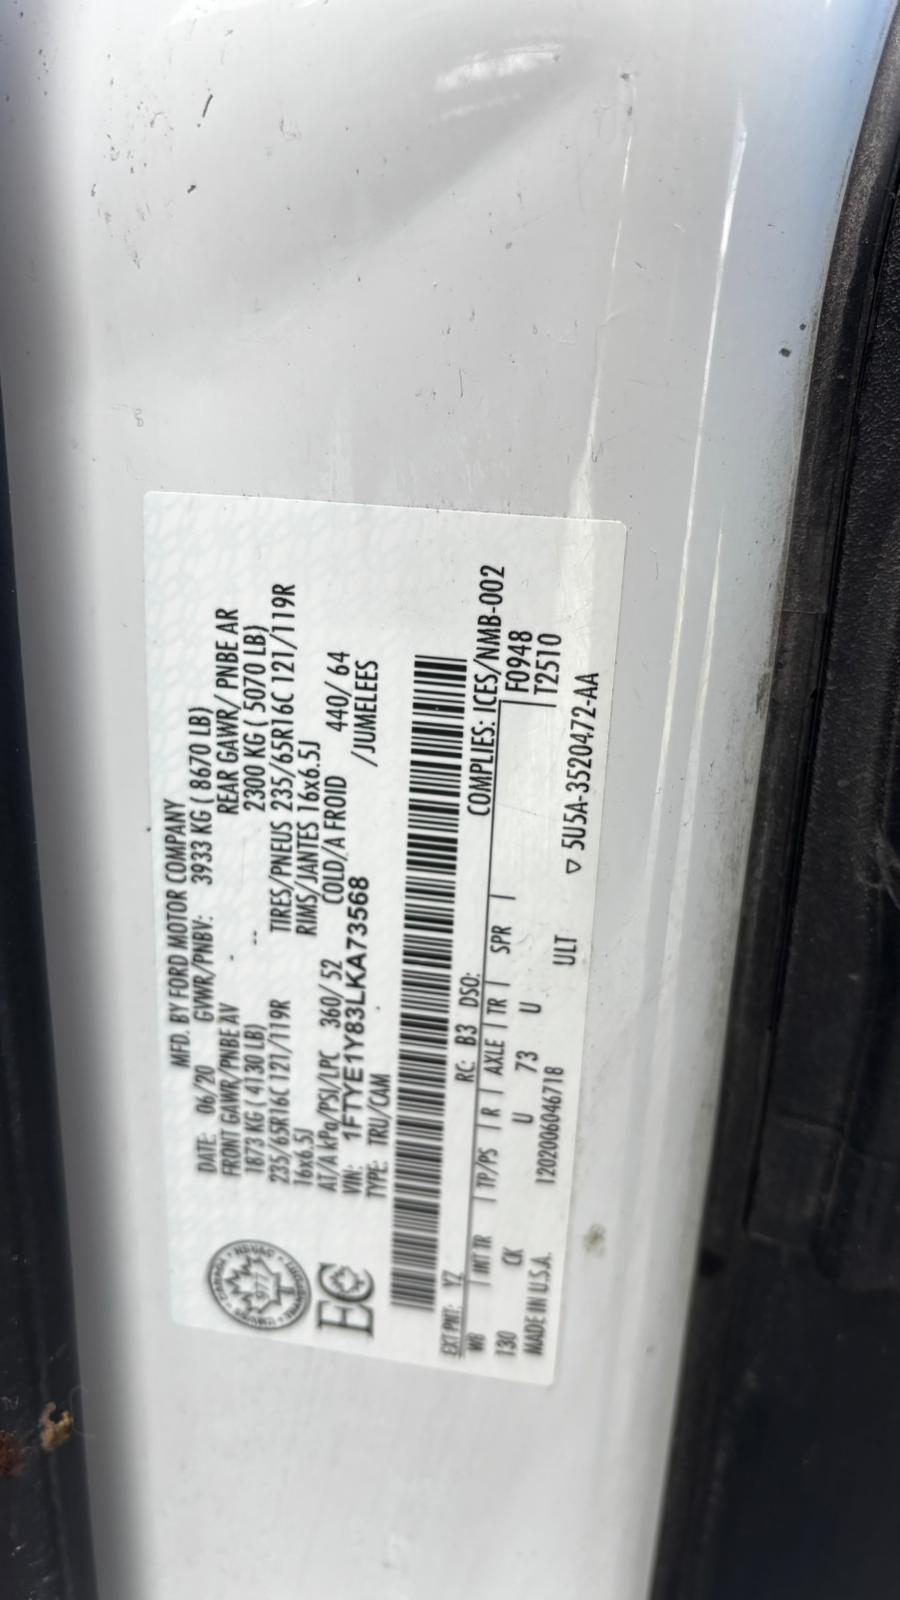 MFD. BY FORD MOTOR COMPANY
DATE: 06/20 GVWR/PNBV: 3933 KG ( 8670 LB)
FRONT GAWR/PNBE AV - REAR GAWR/ PNBE AR
1873 KG ( 4130 LB) -- 2300 KG ( 5070 LB)
235/65R16C 121/119R TIRES/PNEUS 235/65R16C 121/119R
16x6.5J RIMS/JANTES 16x6.5J
AT/A kPa/PSI/LPC 360/ 52 COLD/A FROID 440/ 64
VIN: 1FTYE1Y83LKA73568 /JUMELEES
TYPE: TRU/CAM
EC
EXT PNT: YZ RC: B3 DSO: COMPLIES: ICES/NMB-002
WB INT TR TP/PS R AXLE TR SPR F0948
130 CK U 73 U T2510
MADE IN U.S.A. 1202006046718 ULT ▽ 5U5A-3520472-AA